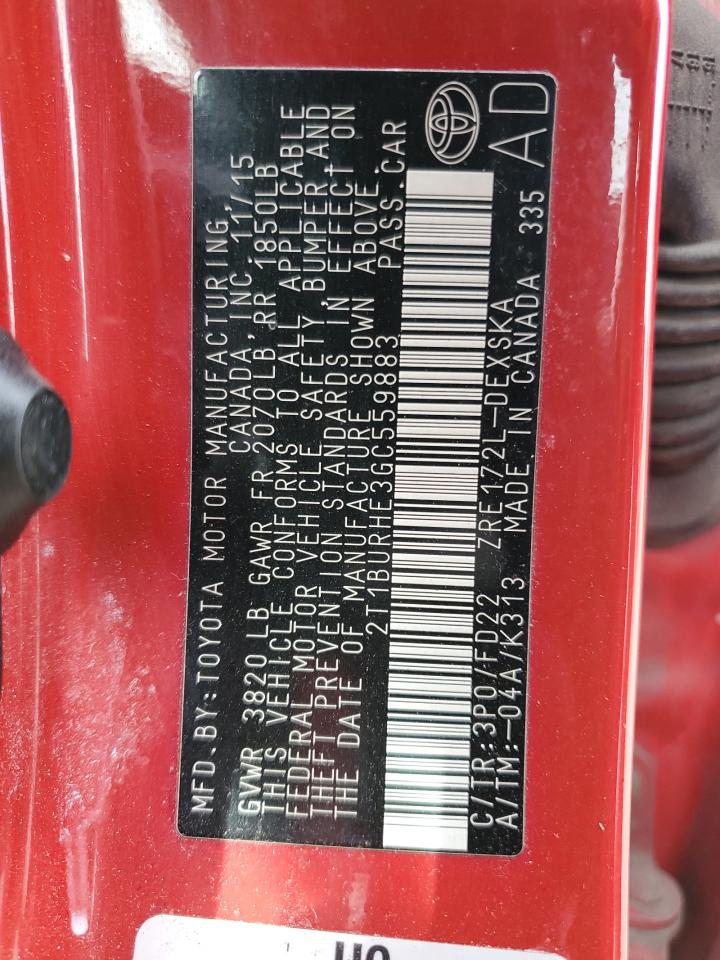 MFD.BY:TOYOTA MOTOR MANUFACTURING,
CANADA, INC. 11/15
GVWR 3820LB GAWR FR 2070LB, RR 1850LB
THIS VEHICLE CONFORMS TO ALL APPLICABLE
FEDERAL MOTOR VEHICLE SAFETY, BUMPER, AND
THEFT PREVENTION STANDARDS IN EFFECT ON
THE DATE OF MANUFACTURE SHOWN ABOVE.
2T1BURHE3GC559883 PASS.CAR
C/TR:3P0/FD22 ZRE172L-DEXSKA
A/TM:-04A/K313 MADE IN CANADA 335
AD